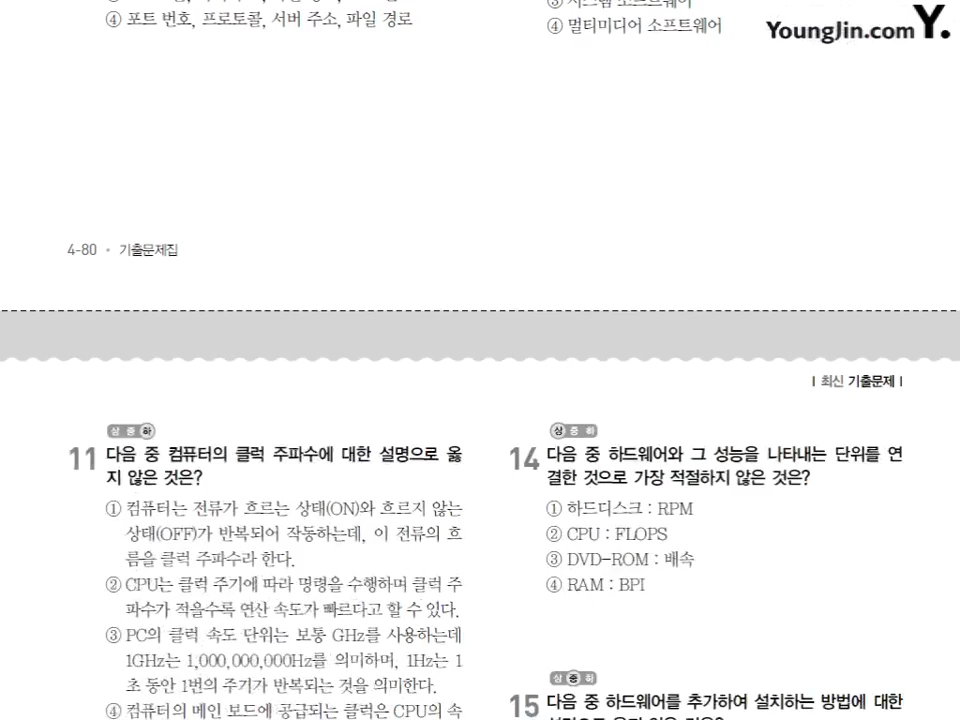 ④ 포트 번호, 프로토콜, 서버 주소, 파일 경로
④ 멀티미디어 소프트웨어
YoungJin.com Y.
4-80 • 기출문제집
최신 기출문제
상 중 하
11 다음 중 컴퓨터의 클럭 주파수에 대한 설명으로 옳
지 않은 것은?
① 컴퓨터는 전류가 흐르는 상태(ON)와 흐르지 않는
상태(OFF)가 반복되어 작동하는데, 이 전류의 흐
름을 클럭 주파수라 한다.
② CPU는 클럭 주기에 따라 명령을 수행하며 클럭 주
파수가 적을수록 연산 속도가 빠르다고 할 수 있다.
③ PC의 클럭 속도 단위는 보통 GHz를 사용하는데
1GHz는 1,000,000,000Hz를 의미하며, 1Hz는 1
초 동안 1번의 주기가 반복되는 것을 의미한다.
④ 컴퓨터의 메인 보드에 공급되는 클럭은 CPU의 속
상 중 하
14 다음 중 하드웨어와 그 성능을 나타내는 단위를 연
결한 것으로 가장 적절하지 않은 것은?
① 하드디스크 : RPM
② CPU : FLOPS
③ DVD-ROM : 배속
④ RAM : BPI
상 중 하
15 다음 중 하드웨어를 추가하여 설치하는 방법에 대한